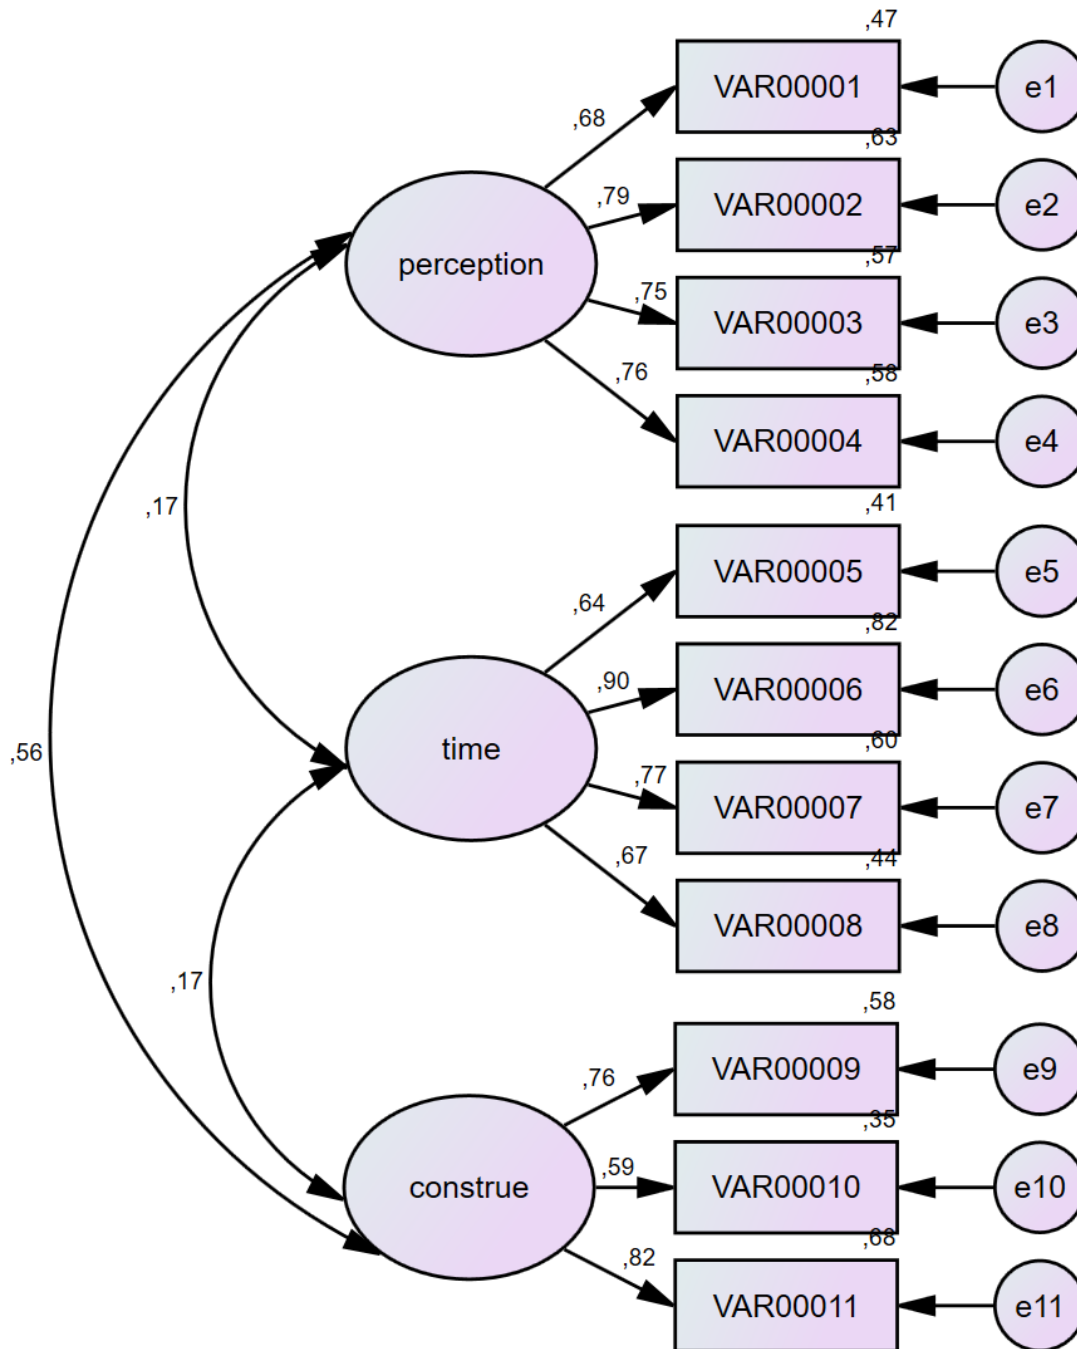 ,47
VAR00001
e1
,68
,63
VAR00002
e2
,79
,57
perception
VAR00003
e3
,75
,58
VAR00004
e4
,76
,17
,41
VAR00005
e5
,64
,82
VAR00006
e6
,90
,60
time
VAR00007
e7
,77
,56
,44
VAR00008
e8
,67
,17
,58
VAR00009
e9
,76
,35
construe
VAR00010
e10
,59
,68
VAR00011
e11
,82